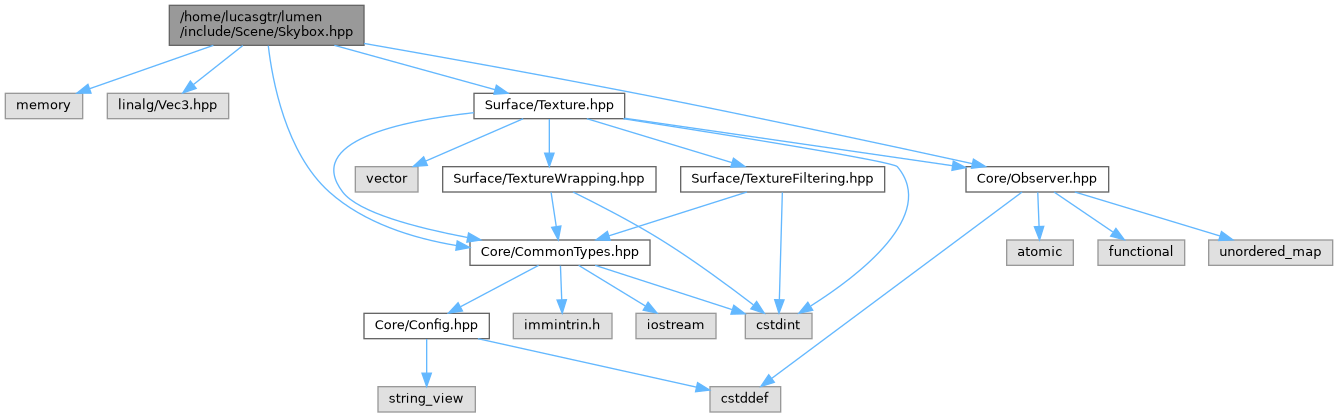 /home/lucasgtr/lumen
/include/Scene/Skybox.hpp
memory
linalg/Vec3.hpp
Surface/Texture.hpp
vector
Surface/TextureWrapping.hpp
Surface/TextureFiltering.hpp
Core/Observer.hpp
Core/CommonTypes.hpp
atomic
functional
unordered_map
Core/Config.hpp
immintrin.h
iostream
cstdint
string_view
cstddef